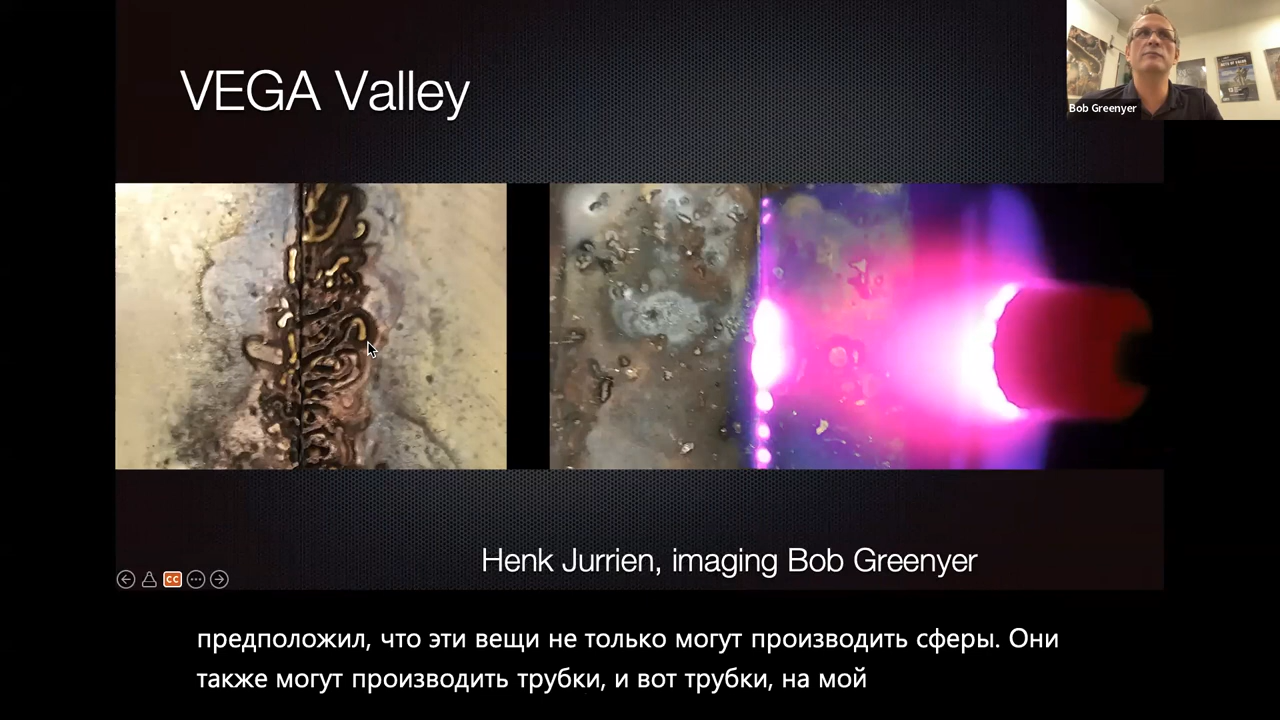 VEGA Valley
Bob Greenyer
Henk Jurrien, imaging Bob Greenyer
CC
предположил, что эти вещи не только могут производить сферы. Они
также могут производить трубки, и вот трубки, на мой